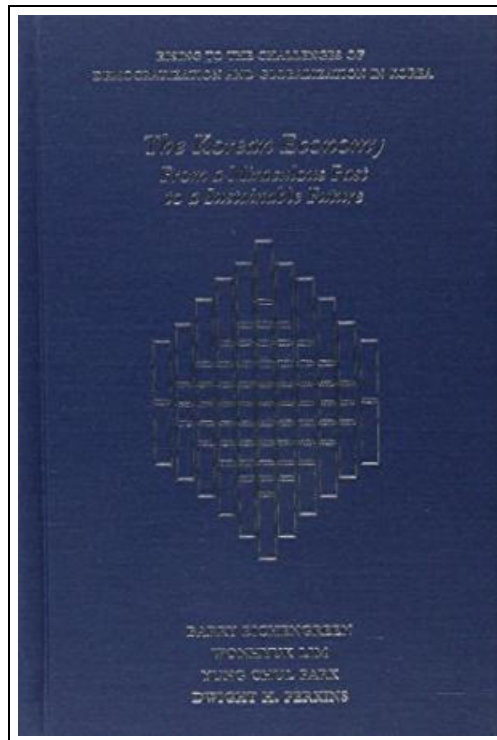 RISING TO THE CHALLENGES OF
DEMOCRATIZATION AND GLOBALIZATION IN KOREA
The Korean Economy
From a Miraculous Past
to a Sustainable Future
BARRY EICHENGREEN
WONHYUK LIM
YUNG CHUL PARK
DWIGHT H. PERKINS